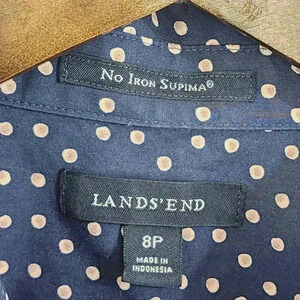 NO IRON SUPIMA®
LANDS' END
8P
MADE IN
INDONESIA